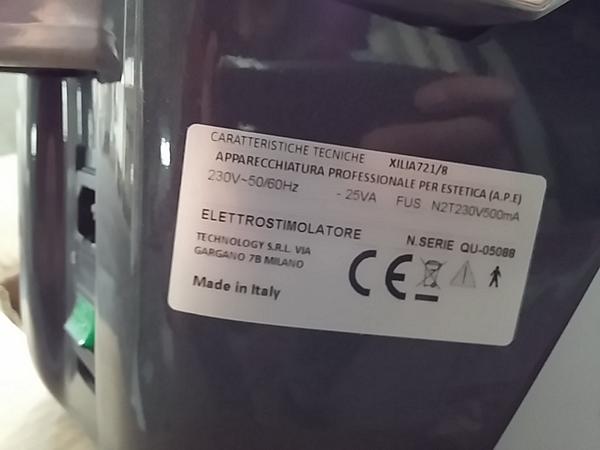 CARATTERISTICHE TECNICHE XILIA721/8
APPARECCHIATURA PROFESSIONALE PER ESTETICA (A.P.E)
230V~50/60Hz - 25VA FUS N2T230V500mA
ELETTROSTIMOLATORE
N.SERIE QU-05088
TECHNOLOGY S.R.L. VIA
GARGANO 7B MILANO
Made in Italy
CE